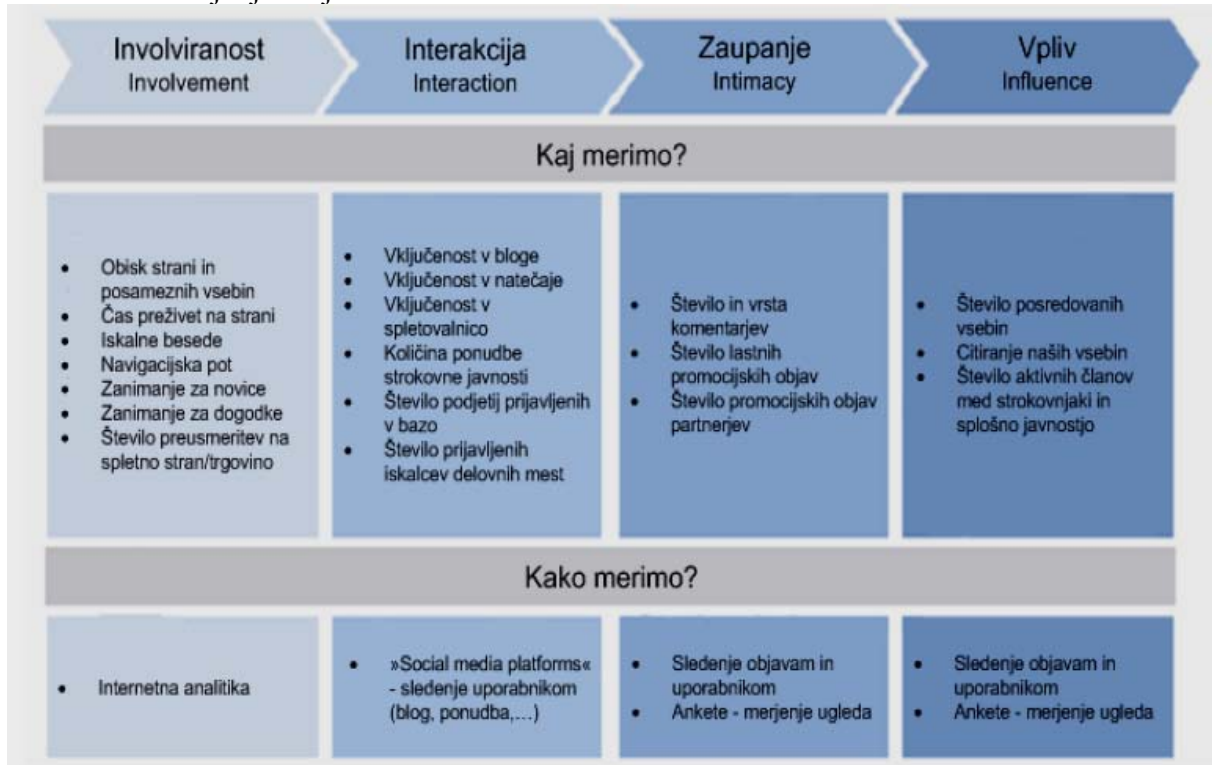 Involviranost
Involvement
Interakcija
Interaction
Zaupanje
Intimacy
Vpliv
Influence
Kaj merimo?
• Obisk strani in
posameznih vsebin
• Čas preživet na strani
• Iskalne besede
• Navigacijska pot
• Zanimanje za novice
• Zanimanje za dogodke
• Število preusmeritev na
spletno stran/trgovino
• Vključenost v bloge
• Vključenost v natečaje
• Vključenost v
spletovalnico
• Količina ponudbe
strokovne javnosti
• Število podjetij prijavljenih
v bazo
• Število prijavljenih
iskalcev delovnih mest
• Število in vrsta
komentarjev
• Število lastnih
promocijskih objav
• Število promocijskih objav
partnerjev
• Število posredovanih
vsebin
• Citiranje naših vsebin
• Število aktivnih članov
med strokovnjaki in
splošno javnostjo
Kako merimo?
• Internetna analitika
• »Social media platforms«
- sledenje uporabnikom
(blog, ponudba,…)
• Sledenje objavam in
uporabnikom
• Ankete - merjenje ugleda
• Sledenje objavam in
uporabnikom
• Ankete - merjenje ugleda